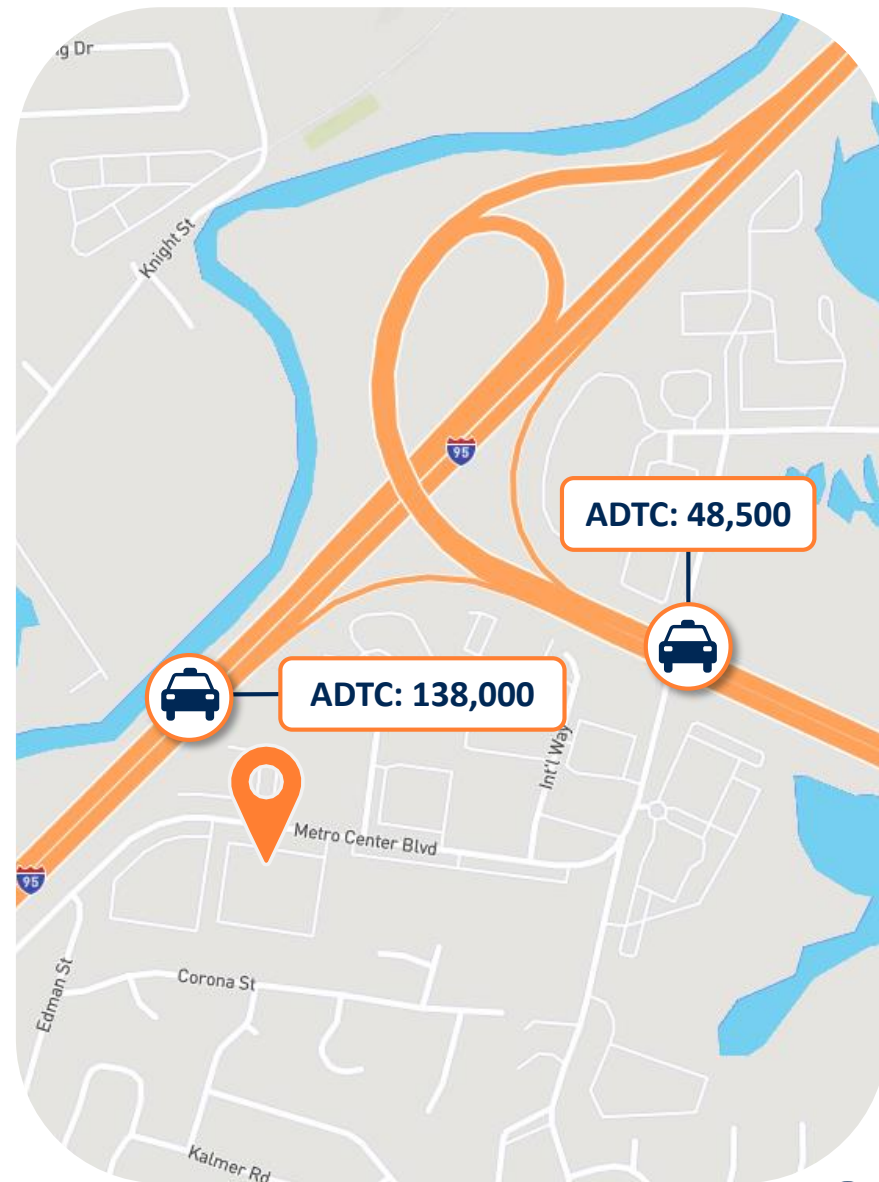 Knight St
95
ADTC: 48,500
ADTC: 138,000
Int'l Way
Metro Center Blvd
95
Corona St
Edman St
Kalmer Rd